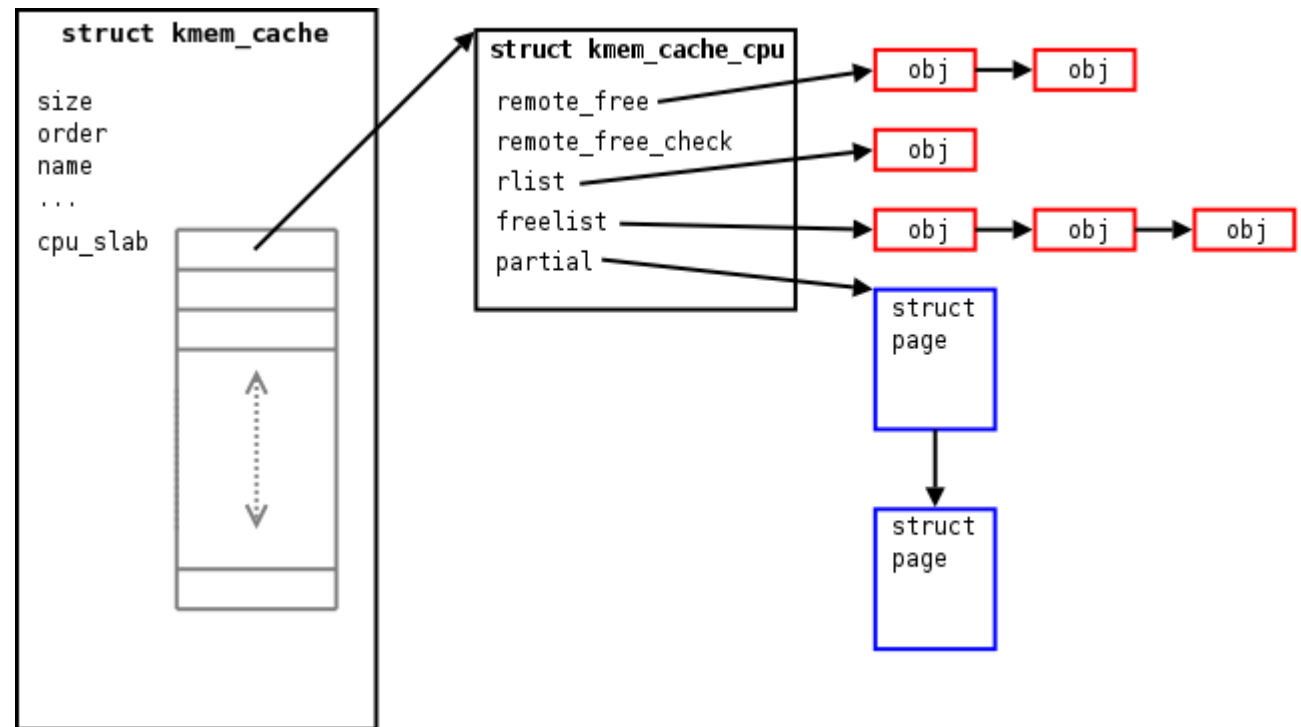 struct kmem_cache
size
order
name
...
cpu_slab
struct kmem_cache_cpu
remote_free
remote_free_check
rlist
freelist
partial
obj obj
obj
obj obj obj
struct
page
struct
page